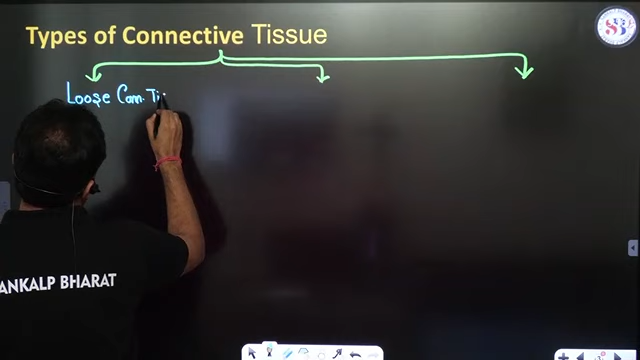 Types of Connective Tissue
Loose Con. Ti
ANKALP BHARAT